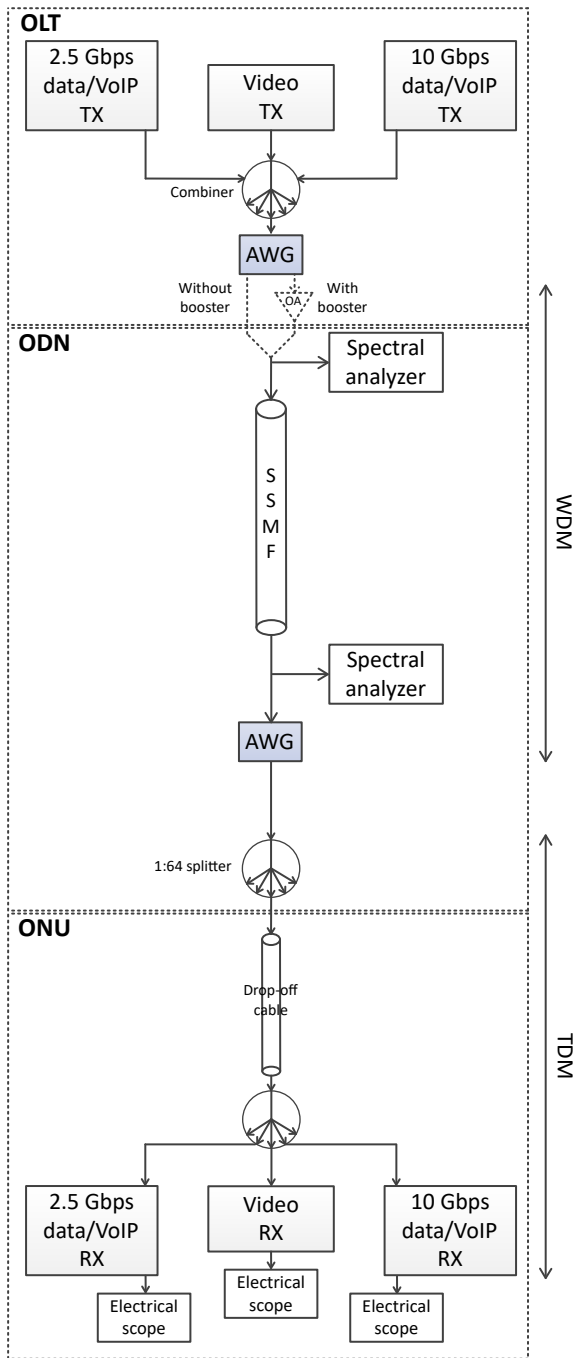 OLT
2.5 Gbps
data/VoIP
TX
Video
TX
10 Gbps
data/VoIP
TX
Combiner
AWG
Without
booster
OA
With
booster
ODN
Spectral
analyzer
S
S
M
F
WDM
Spectral
analyzer
AWG
1:64 splitter
ONU
Drop-off
cable
TDM
2.5 Gbps
data/VoIP
RX
Video
RX
10 Gbps
data/VoIP
RX
Electrical
scope
Electrical
scope
Electrical
scope